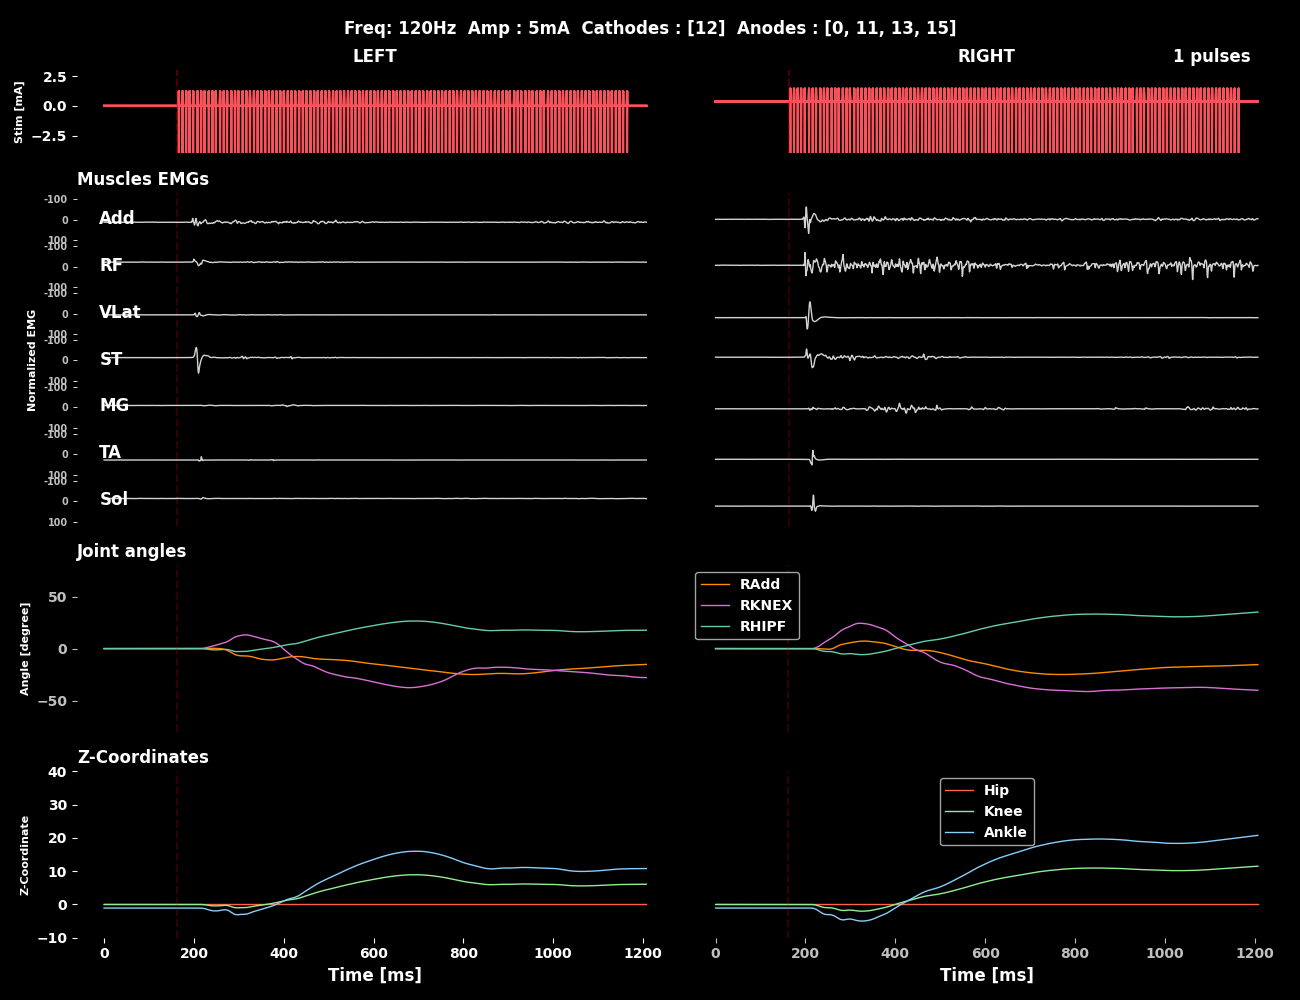 Freq: 120Hz  Amp : 5mA  Cathodes : [12]  Anodes : [0, 11, 13, 15]
LEFT
RIGHT
1 pulses
Stim [mA]
2.5
0.0
−2.5
Muscles EMGs
Normalized EMG
-100
0
100
Add
-100
0
100
RF
-100
0
100
VLat
-100
0
100
ST
-100
0
100
MG
-100
0
100
TA
-100
0
100
Sol
Joint angles
Angle [degree]
50
0
−50
RAdd
RKNEX
RHIPF
Z-Coordinates
Z-Coordinate
40
30
20
10
0
−10
Hip
Knee
Ankle
0 200 400 600 800 1000 1200
Time [ms]
0 200 400 600 800 1000 1200
Time [ms]